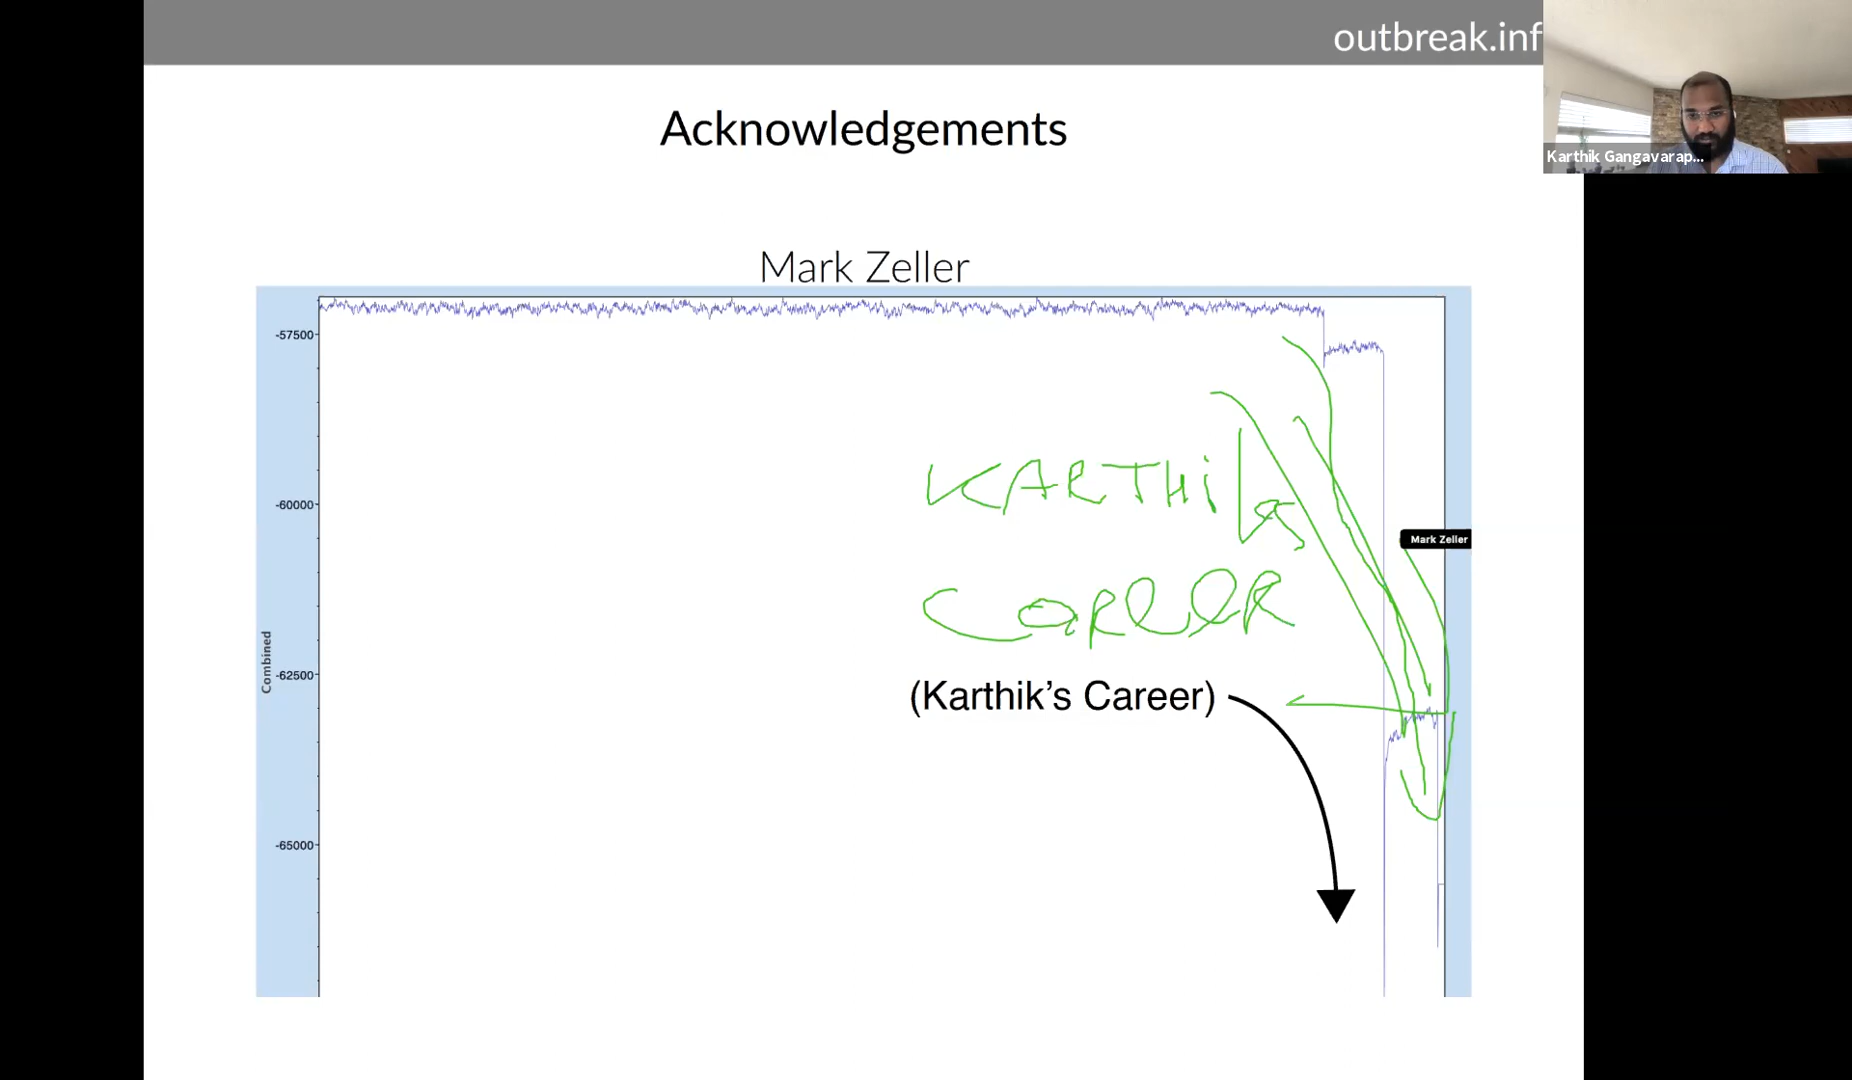 outbreak.inf
Karthik Gangavarap...
Acknowledgements
Mark Zeller
-57500
-60000
-62500
-65000
Combined
KARTHiks
CAREER
Mark Zeller
(Karthik’s Career)